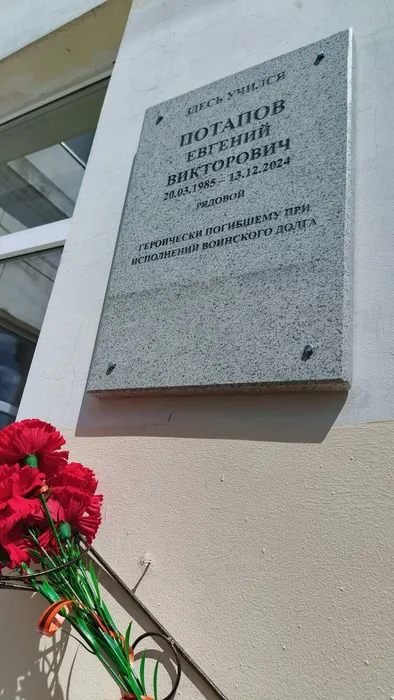 ЗДЕСЬ УЧИЛСЯ
ПОТАПОВ
ЕВГЕНИЙ
ВИКТОРОВИЧ
20.03.1985 – 13.12.2024
РЯДОВОЙ
ГЕРОИЧЕСКИ ПОГИБШЕМУ ПРИ
ИСПОЛНЕНИИ ВОИНСКОГО ДОЛГА